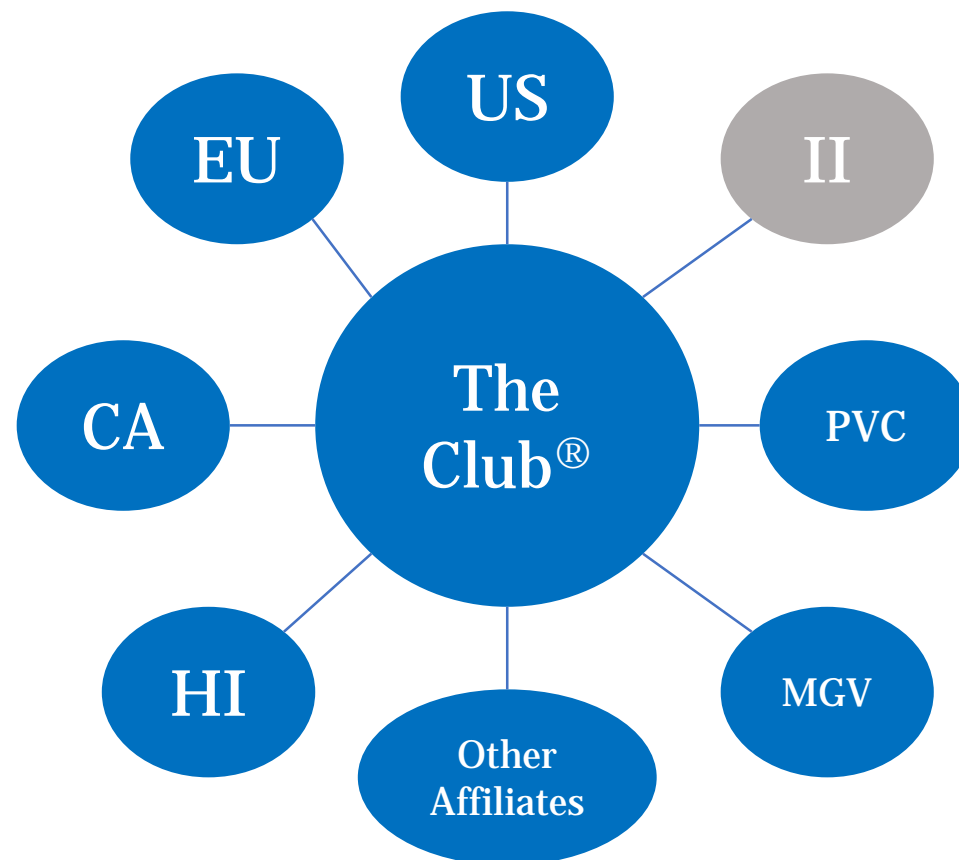 US
EU
II
The
Club®
CA
PVC
HI
MGV
Other
Affiliates